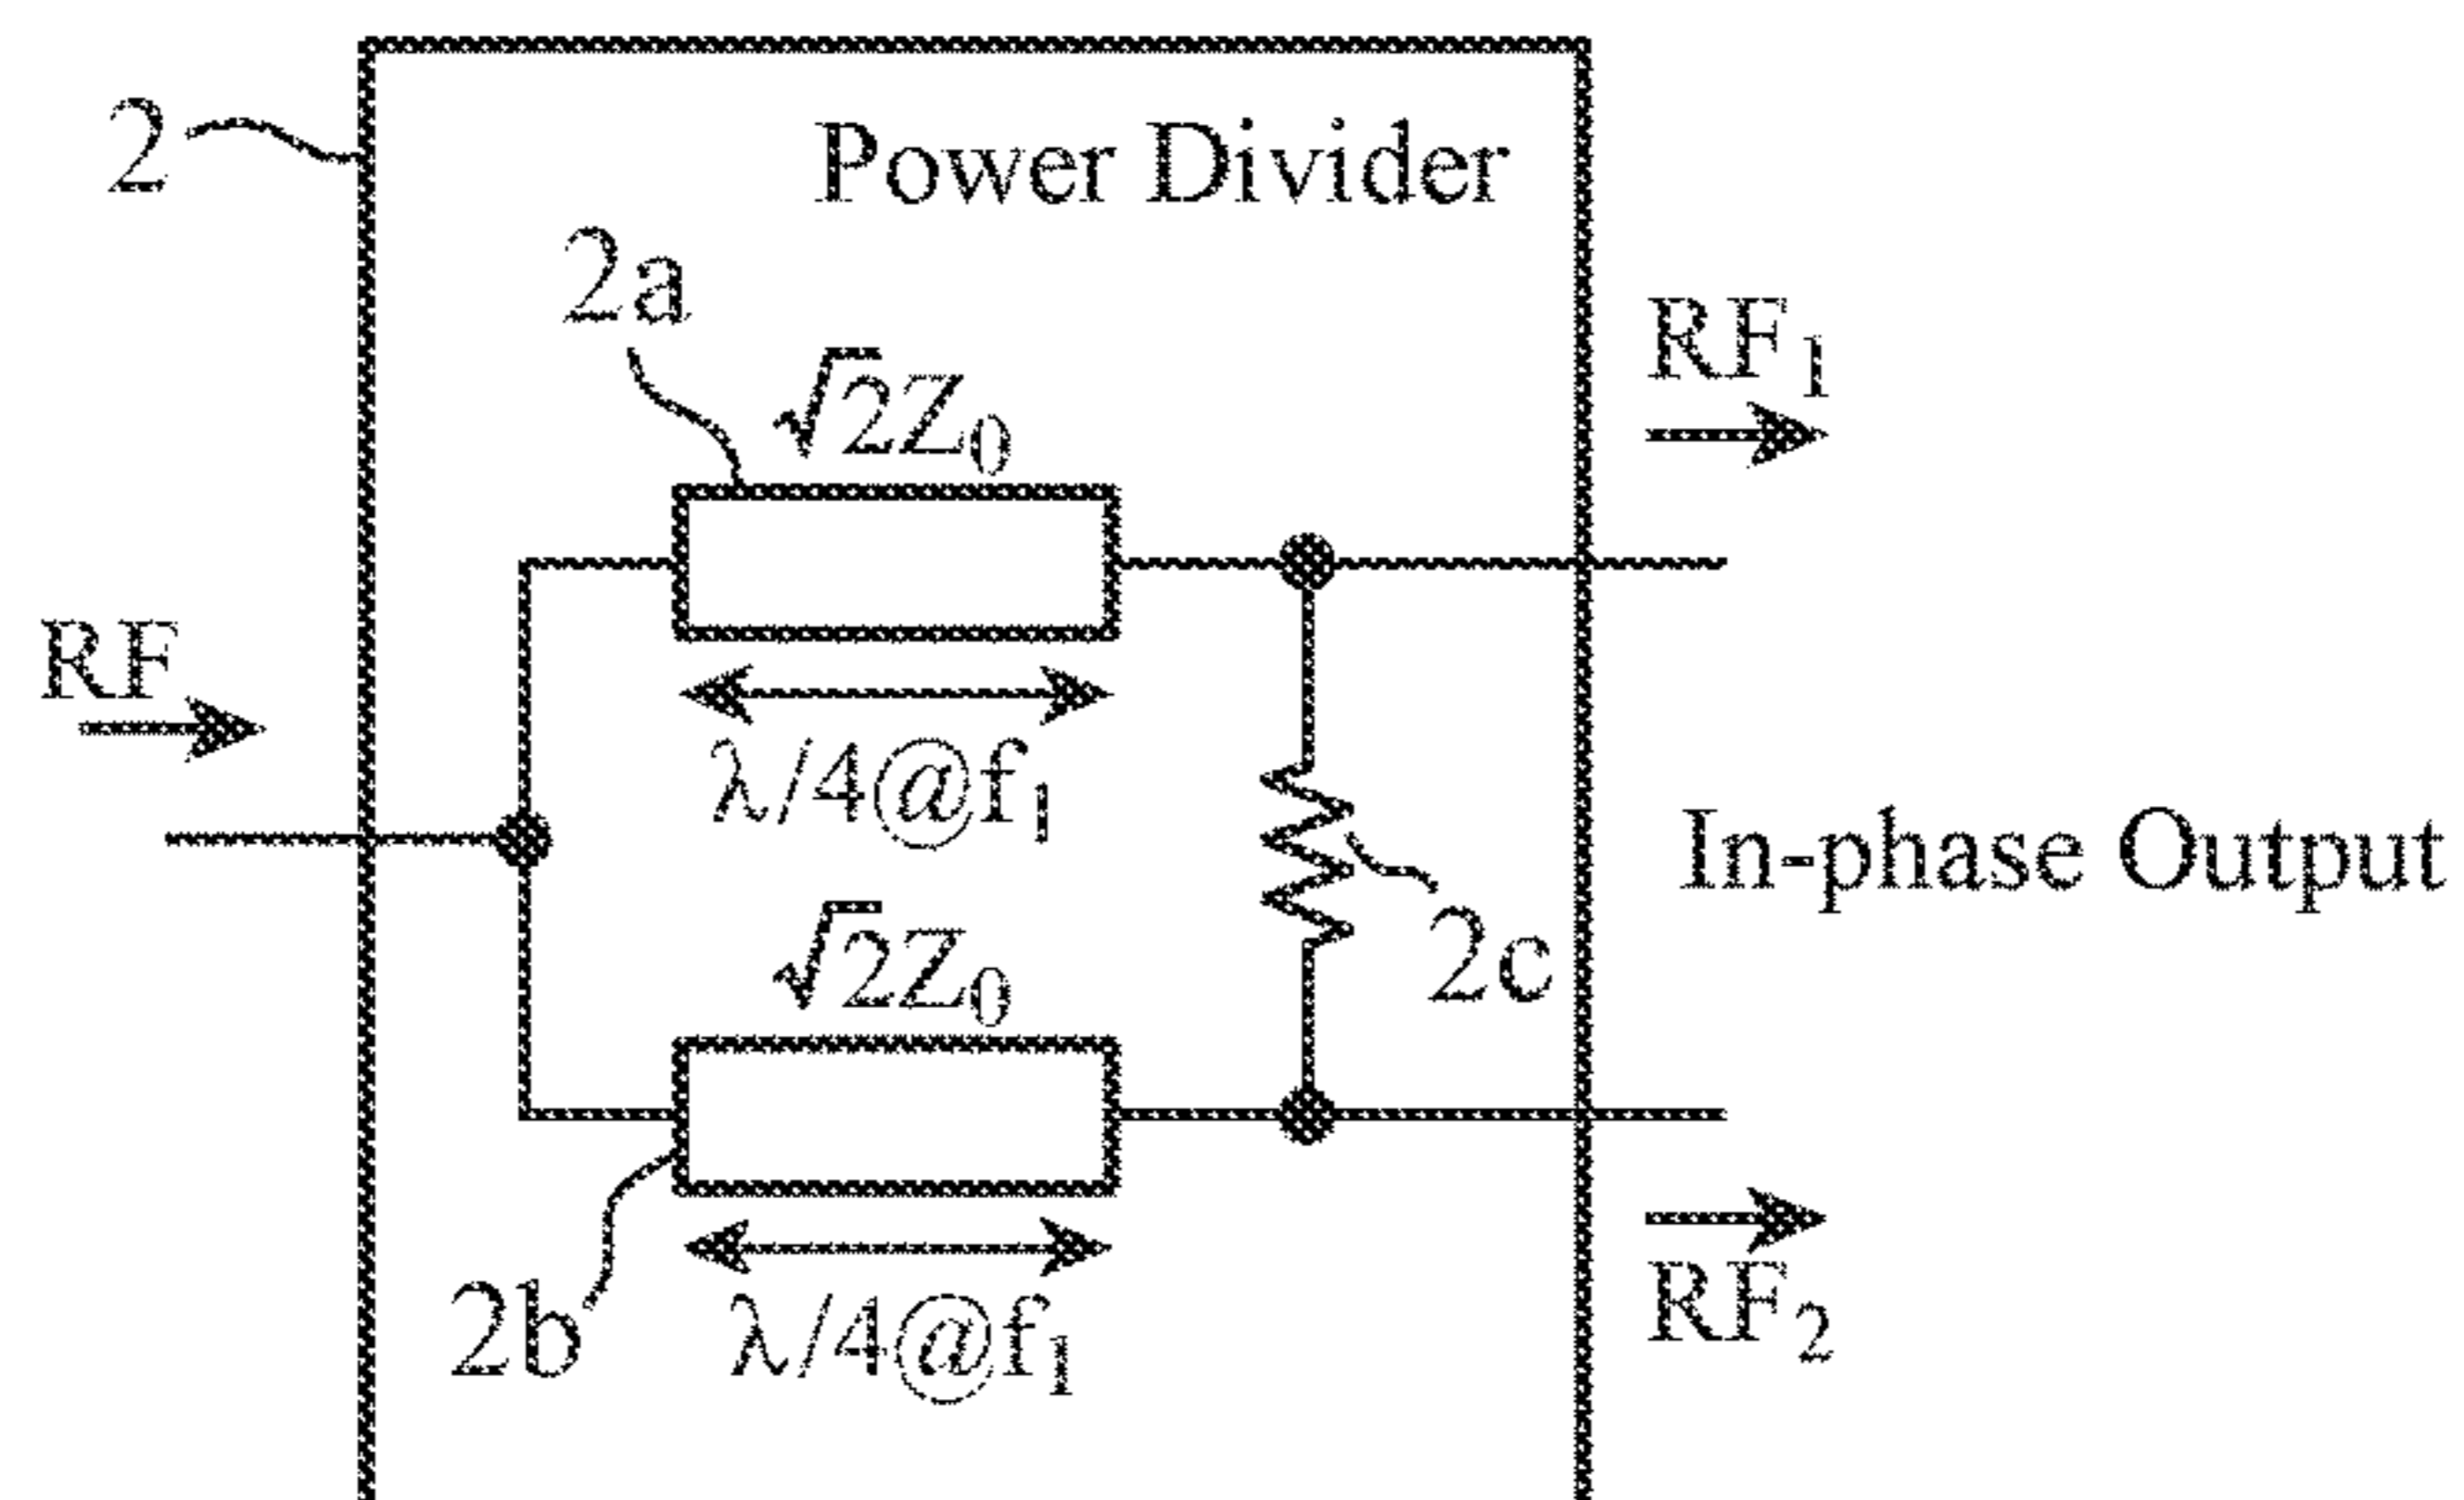 2
Power Divider
2a
√2Z₀
RF₁
RF
λ/4@f₁
In-phase Output
2c
√2Z₀
2b
λ/4@f₁
RF₂